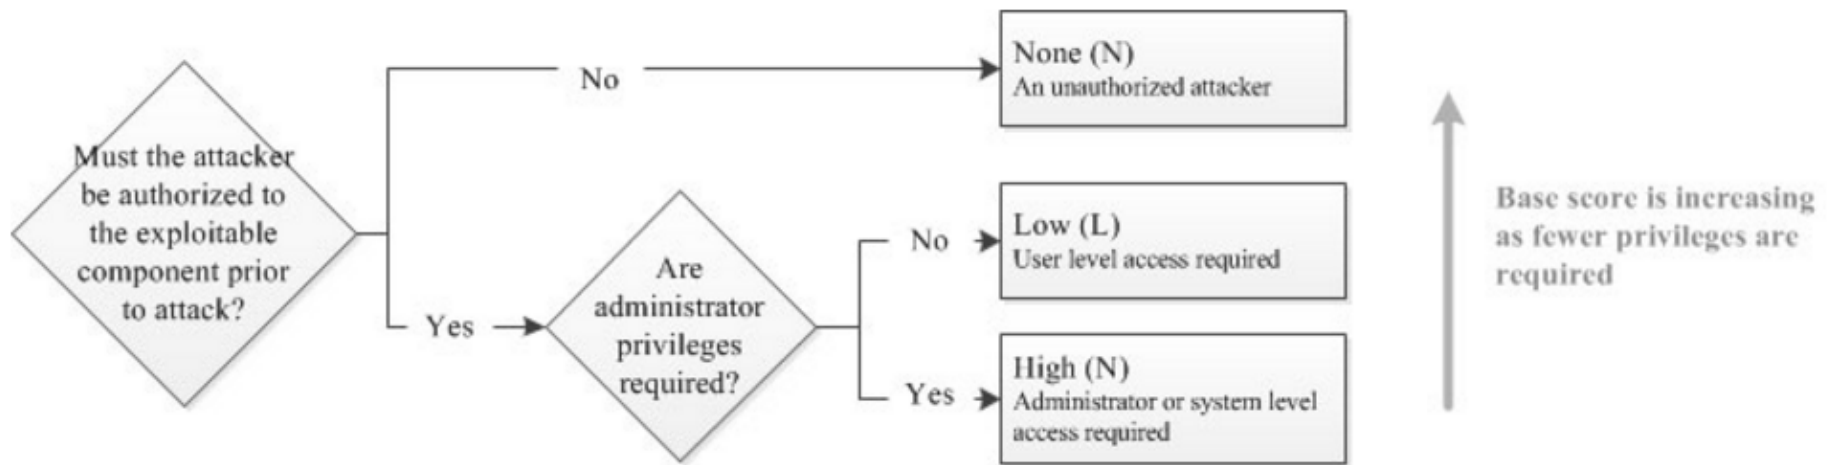 Must the attacker
be authorized to
the exploitable
component prior
to attack?
No
Yes
Are
administrator
privileges
required?
No
Yes
None (N)
An unauthorized attacker
Low (L)
User level access required
High (N)
Administrator or system level
access required
Base score is increasing
as fewer privileges are
required